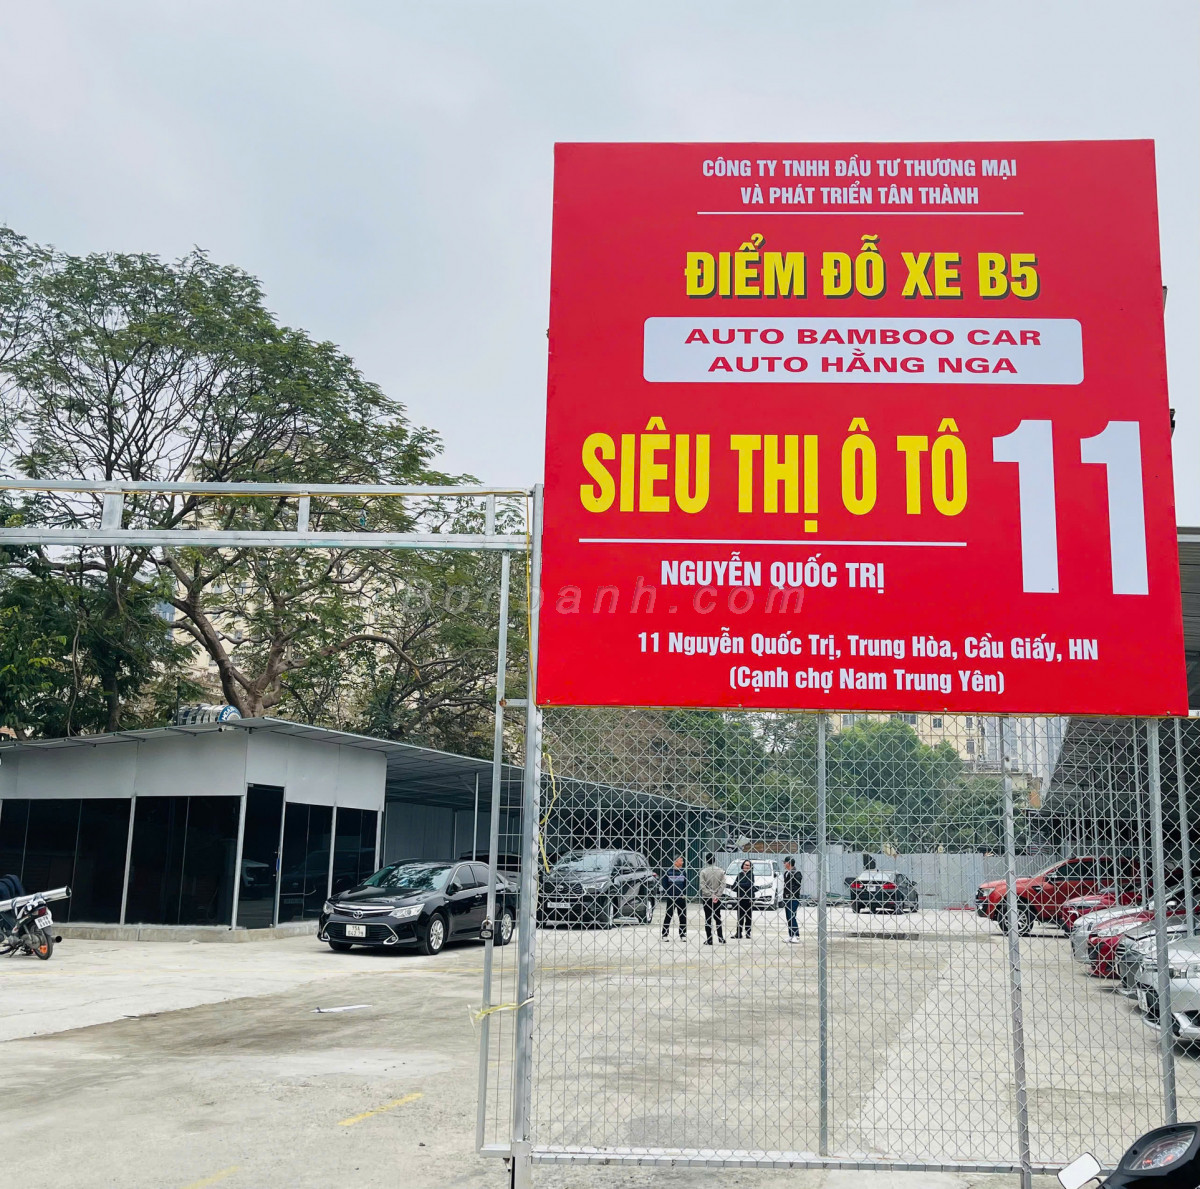 CÔNG TY TNHH ĐẦU TƯ THƯƠNG MẠI
VÀ PHÁT TRIỂN TÂN THÀNH
ĐIỂM ĐỖ XE B5
AUTO BAMBOO CAR
AUTO HẰNG NGA
SIÊU THỊ Ô TÔ 11
NGUYỄN QUỐC TRỊ
bonbanh.com
11 Nguyễn Quốc Trị, Trung Hòa, Cầu Giấy, HN
(Cạnh chợ Nam Trung Yên)